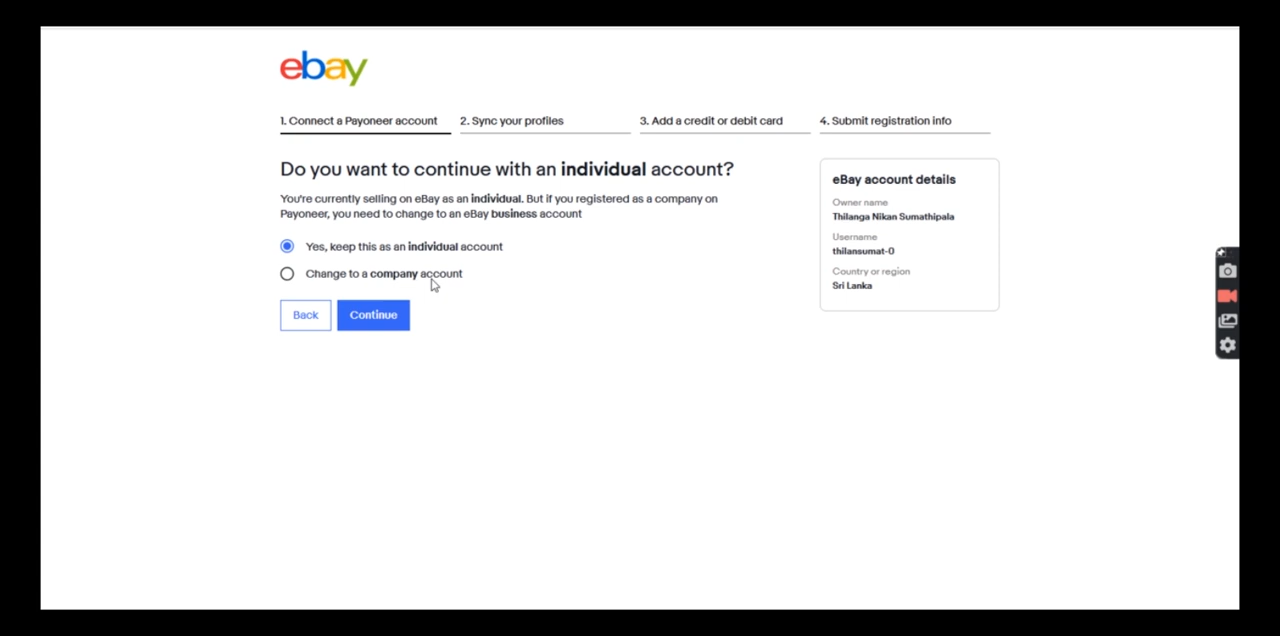 ebay
1. Connect a Payoneer account
2. Sync your profiles
3. Add a credit or debit card
4. Submit registration info
Do you want to continue with an individual account?
You're currently selling on eBay as an individual. But if you registered as a company on
Payoneer, you need to change to an eBay business account
Yes, keep this as an individual account
Change to a company account
Back
Continue
eBay account details
Owner name
Thilanga Nikan Sumathipala
Username
thilansumat-0
Country or region
Sri Lanka